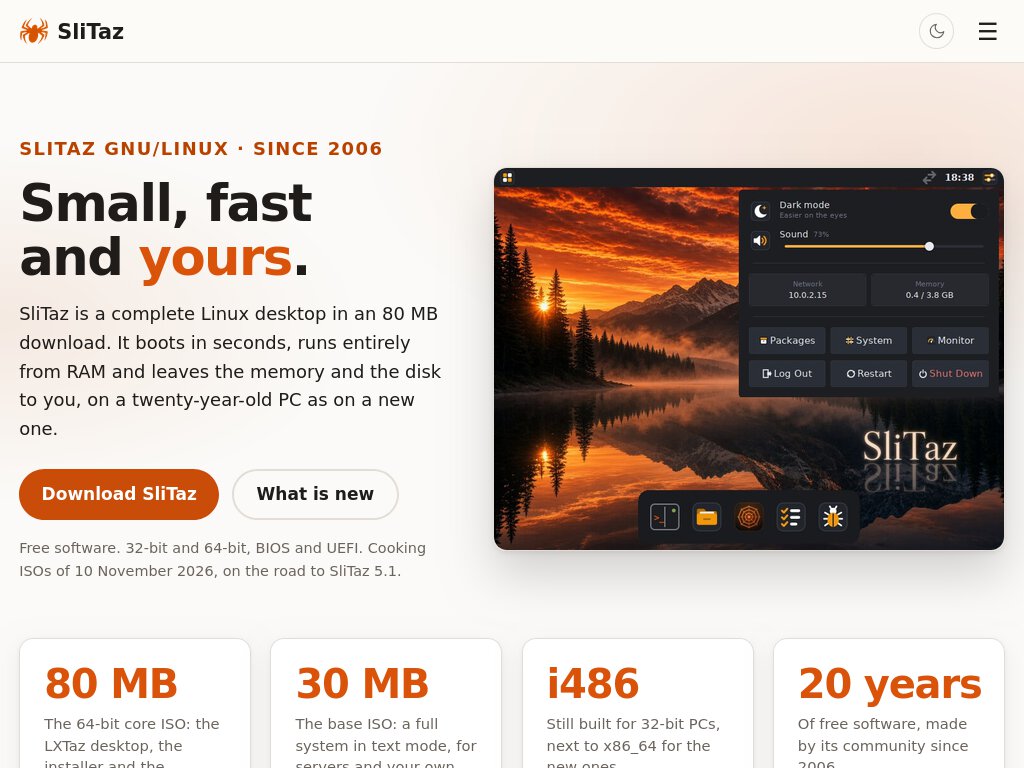 SliTaz
SLITAZ GNU/LINUX · SINCE 2006
Small, fast
and yours.
SliTaz is a complete Linux desktop in an 80 MB
download. It boots in seconds, runs entirely
from RAM and leaves the memory and the disk
to you, on a twenty-year-old PC as on a new
one.
Download SliTaz
What is new
Free software. 32-bit and 64-bit, BIOS and UEFI. Cooking
ISOs of 10 November 2026, on the road to SliTaz 5.1.
18:38
Dark mode
Easier on the eyes
Sound 73%
Network
10.0.2.15
Memory
0.4 / 3.8 GB
Packages
System
Monitor
Log Out
Restart
Shut Down
SliTaz
80 MB
The 64-bit core ISO: the
LXTaz desktop, the
installer and the
30 MB
The base ISO: a full
system in text mode, for
servers and your own
i486
Still built for 32-bit PCs,
next to x86_64 for the
new ones
20 years
Of free software, made
by its community since
2006